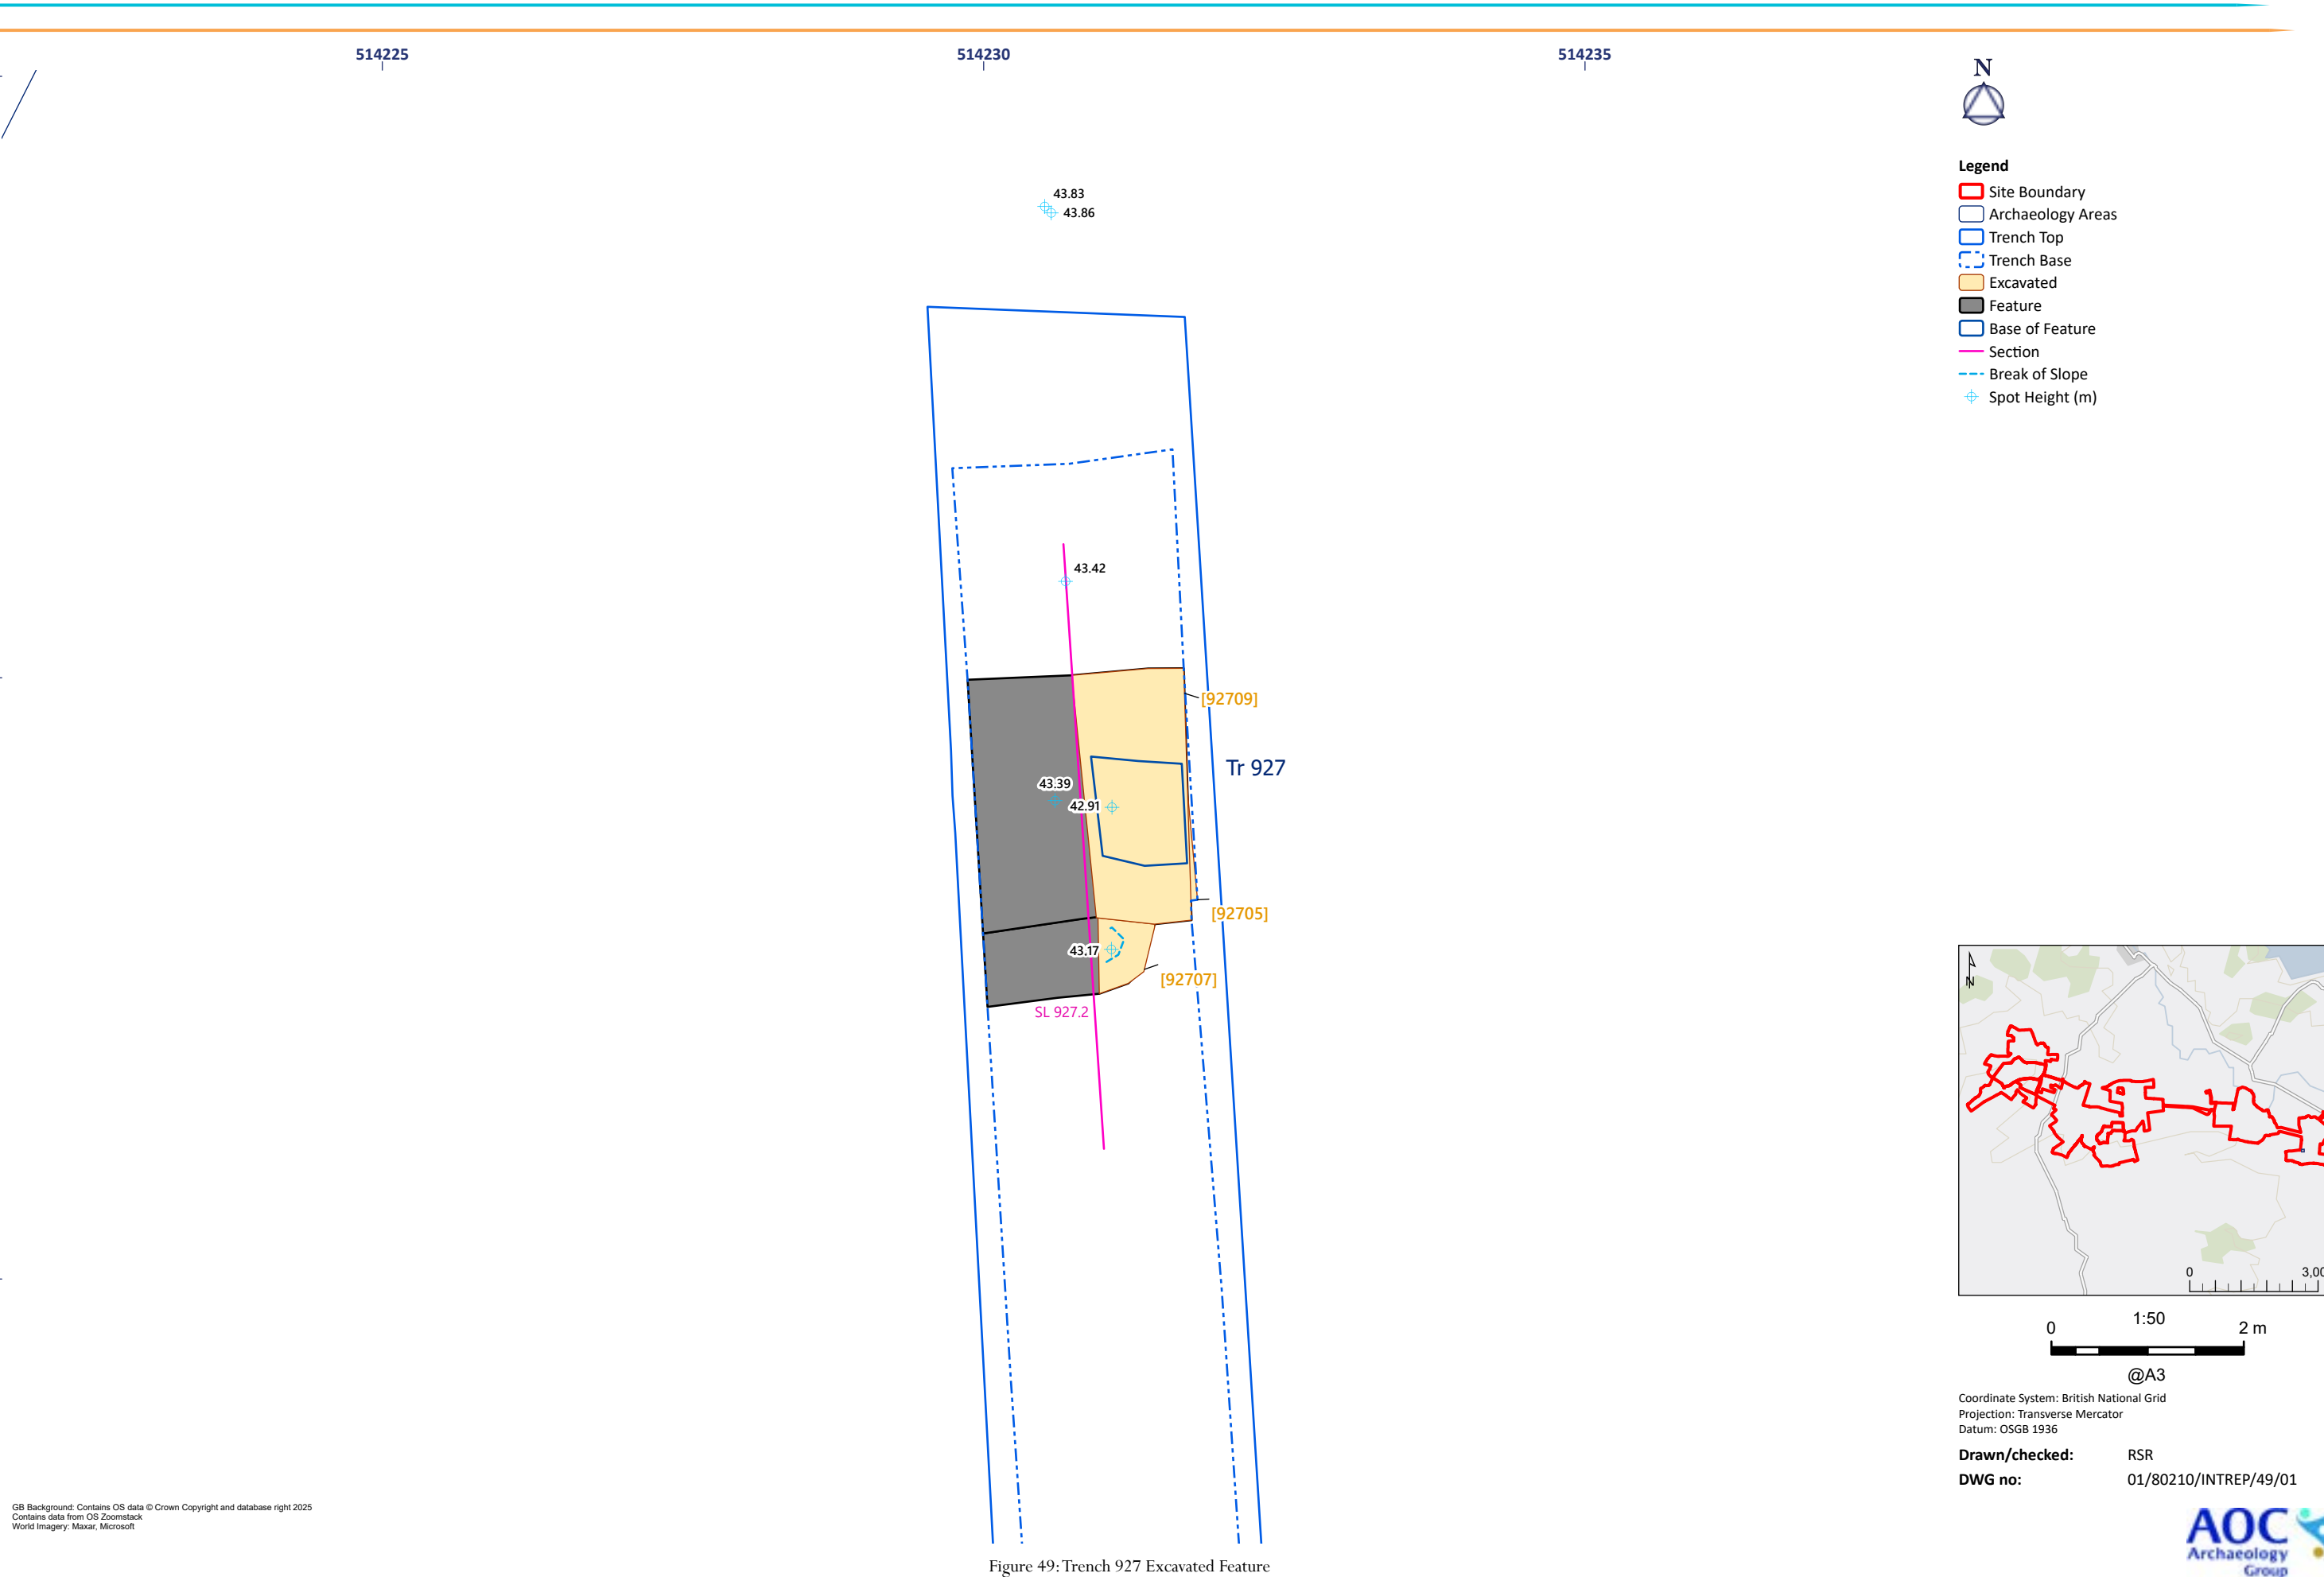 514225
514230
514235
N
Legend
Site Boundary
Archaeology Areas
Trench Top
Trench Base
Excavated
Feature
Base of Feature
Section
Break of Slope
Spot Height (m)
43.83
43.86
43.42
[92709]
Tr 927
43.39
42.91
[92705]
43.17
[92707]
SL 927.2
N
0
3,00
1:50
0
2 m
@A3
Coordinate System: British National Grid
Projection: Transverse Mercator
Datum: OSGB 1936
Drawn/checked: RSR
DWG no: 01/80210/INTREP/49/01
GB Background: Contains OS data © Crown Copyright and database right 2025
Contains data from OS Zoomstack
World Imagery: Maxar, Microsoft
AOC
Archaeology
Group
Figure 49: Trench 927 Excavated Feature